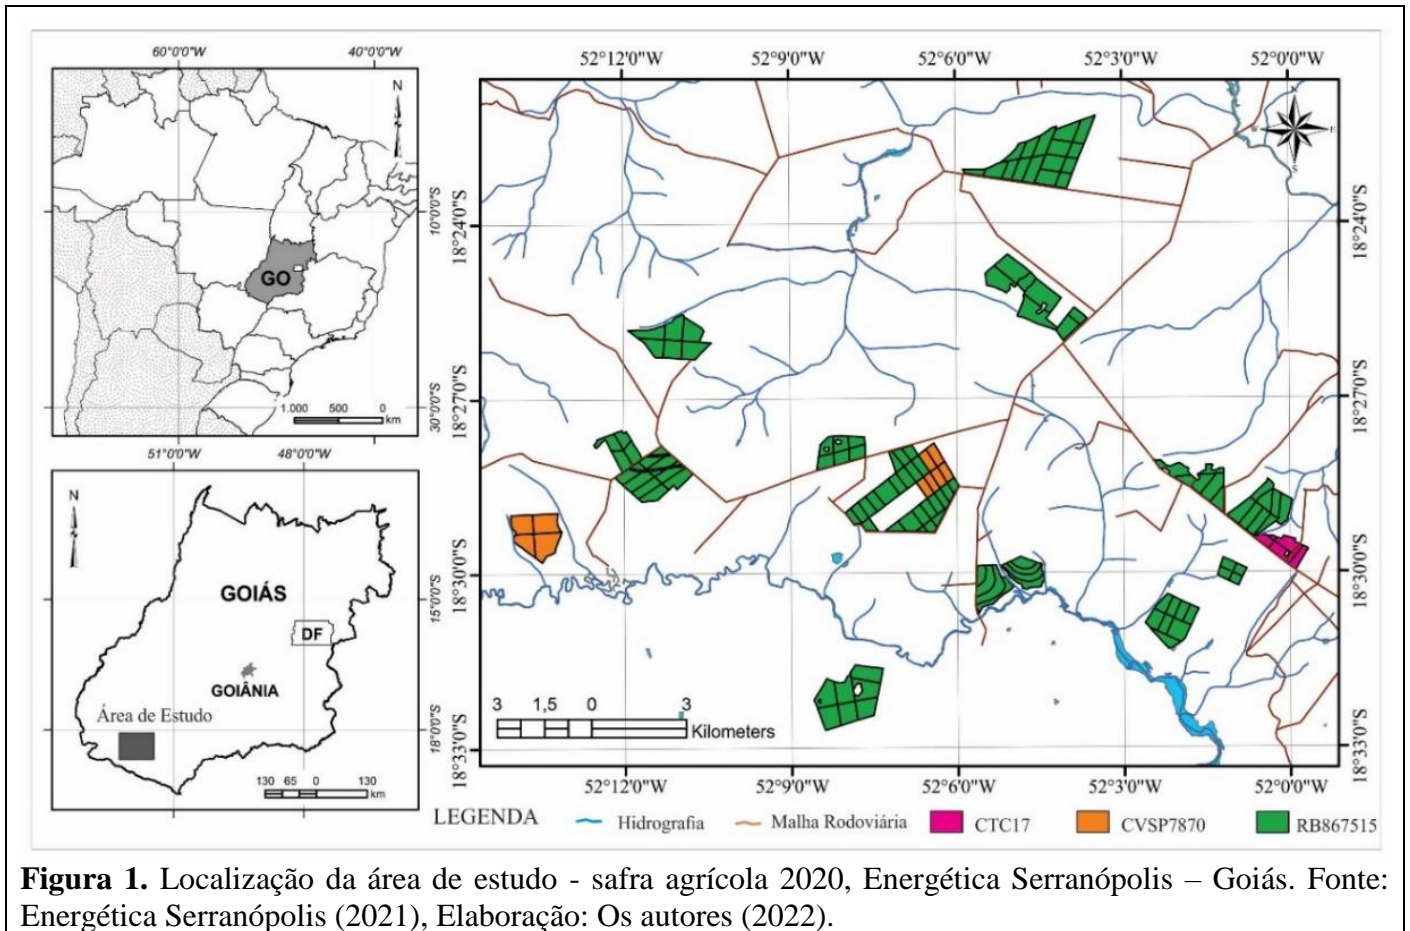 60°0'0"W 40°0'0"W
N
10°0'0"S
GO
1.000 500 0
km
30°0'0"S
51°0'0"W 48°0'0"W
N
GOIÁS
15°0'0"S
DF
GOIÂNIA
Área de Estudo
18°0'0"S
130 65 0 130
km
52°12'0"W 52°9'0"W 52°6'0"W 52°3'0"W 52°0'0"W
N
W E
S
18°24'0"S 18°24'0"S
18°27'0"S 18°27'0"S
18°30'0"S 18°30'0"S
3 1,5 0 3
Kilometers
18°33'0"S 18°33'0"S
52°12'0"W 52°9'0"W 52°6'0"W 52°3'0"W 52°0'0"W
LEGENDA Hidrografia Malha Rodoviária CTC17 CVSP7870 RB867515
Figura 1. Localização da área de estudo - safra agrícola 2020, Energética Serranópolis – Goiás. Fonte:
Energética Serranópolis (2021), Elaboração: Os autores (2022).